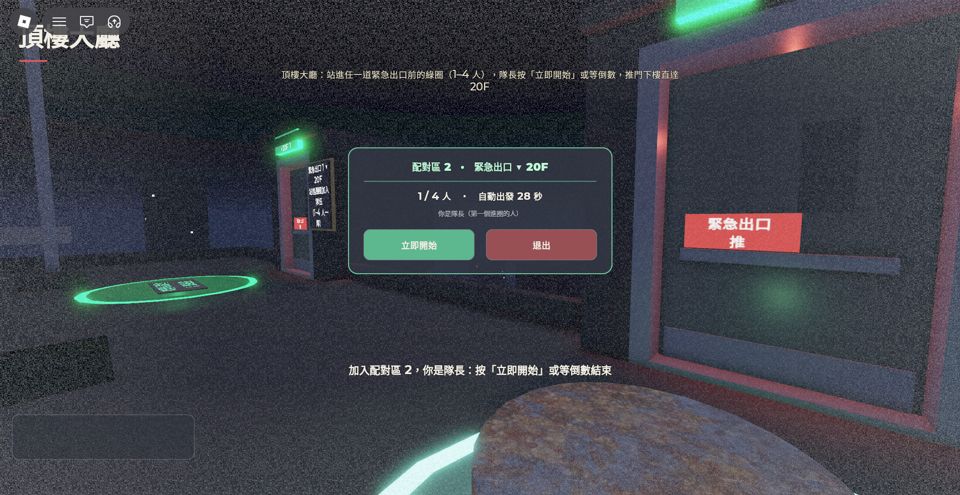 頂樓大廳
頂樓大廳：站進任一道緊急出口前的綠圈（1–4 人），隊長按「立即開始」或等倒數，推門下樓直達
20F
配對區 2 • 緊急出口 ▾ 20F
1 / 4 人 • 自動出發 28 秒
你是隊長（第一個進圈的人）
立即開始
退出
緊急出口
推
20F
加入配對區 2，你是隊長：按「立即開始」或等倒數結束